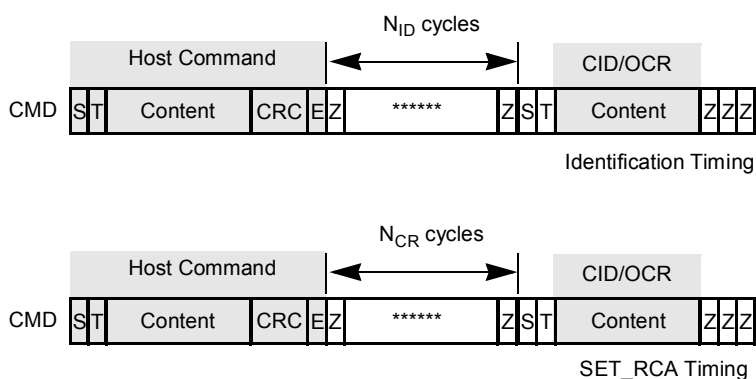 N_ID cycles
Host Command CID/OCR
CMD S T Content CRC E Z ****** Z S T Content Z Z Z
Identification Timing
N_CR cycles
Host Command CID/OCR
CMD S T Content CRC E Z ****** Z S T Content Z Z Z
SET_RCA Timing